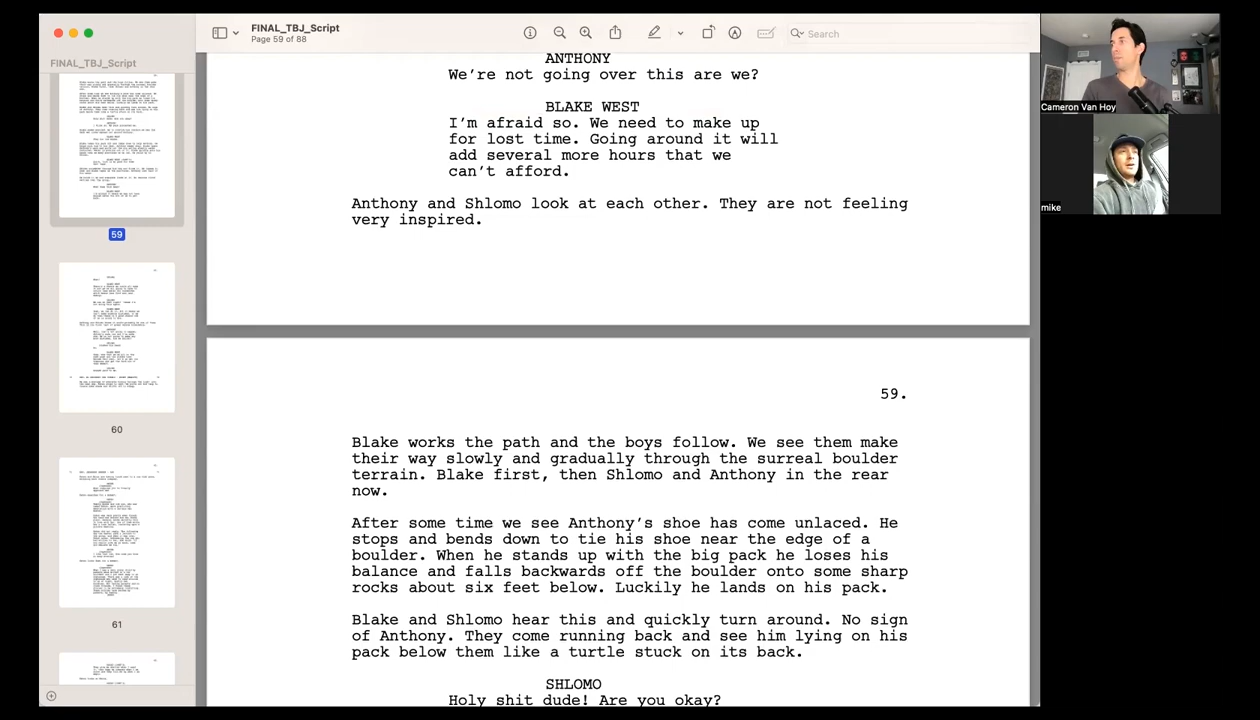 FINAL_TBJ_Script
Page 59 of 88
Search
FINAL_TBJ_Script
59
60
61
ANTHONY
We're not going over this are we?
BLAKE WEST
I'm afraid so. We need to make up
for lost time. Going around it will
add several more hours that we
can't afford.
Anthony and Shlomo look at each other. They are not feeling
very inspired.
59.
Blake works the path and the boys follow. We see them make
their way slowly and gradually through the surreal boulder
terrain. Blake first, then Shlomo and Anthony in the rear
now.
After some time we see Anthony's shoe has come unlaced. He
stops and bends down to tie his shoe near the edge of a
boulder. When he stands up with the big pack he loses his
balance and falls backwards off the boulder onto some sharp
rocks about six feet below. Luckily he lands on his pack.
Blake and Shlomo hear this and quickly turn around. No sign
of Anthony. They come running back and see him lying on his
pack below them like a turtle stuck on its back.
SHLOMO
Holy shit dude! Are you okay?
Cameron Van Hoy
mike